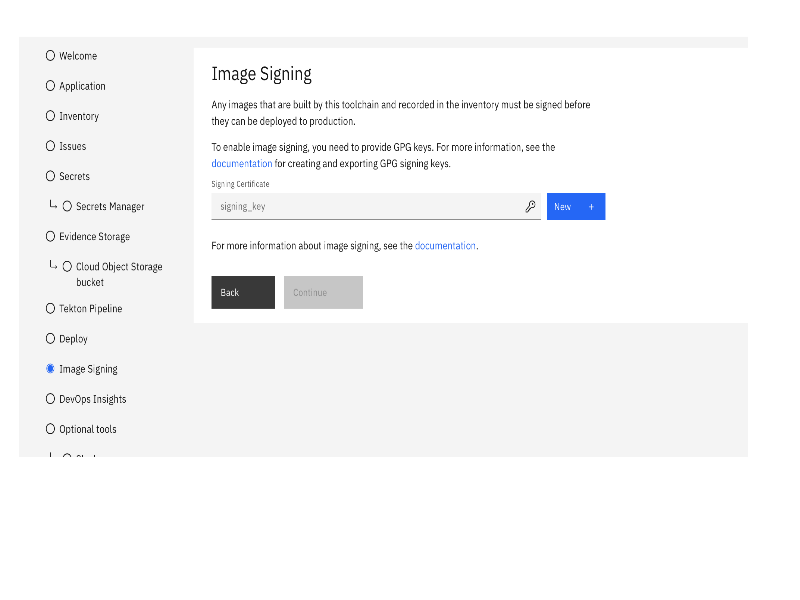 Welcome
Application
Inventory
Issues
Secrets
Secrets Manager
Evidence Storage
Cloud Object Storage
bucket
Tekton Pipeline
Deploy
Image Signing
DevOps Insights
Optional tools
Image Signing
Any images that are built by this toolchain and recorded in the inventory must be signed before
they can be deployed to production.
To enable image signing, you need to provide GPG keys. For more information, see the
documentation for creating and exporting GPG signing keys.
Signing Certificate
signing_key
New +
For more information about image signing, see the documentation.
Back
Continue